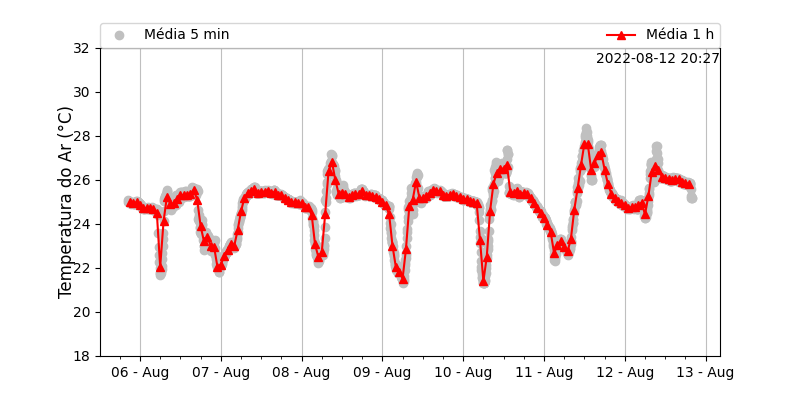 Média 5 min
Média 1 h
2022-08-12 20:27
Temperatura do Ar (°C)
32
30
28
26
24
22
20
18
06 - Aug
07 - Aug
08 - Aug
09 - Aug
10 - Aug
11 - Aug
12 - Aug
13 - Aug